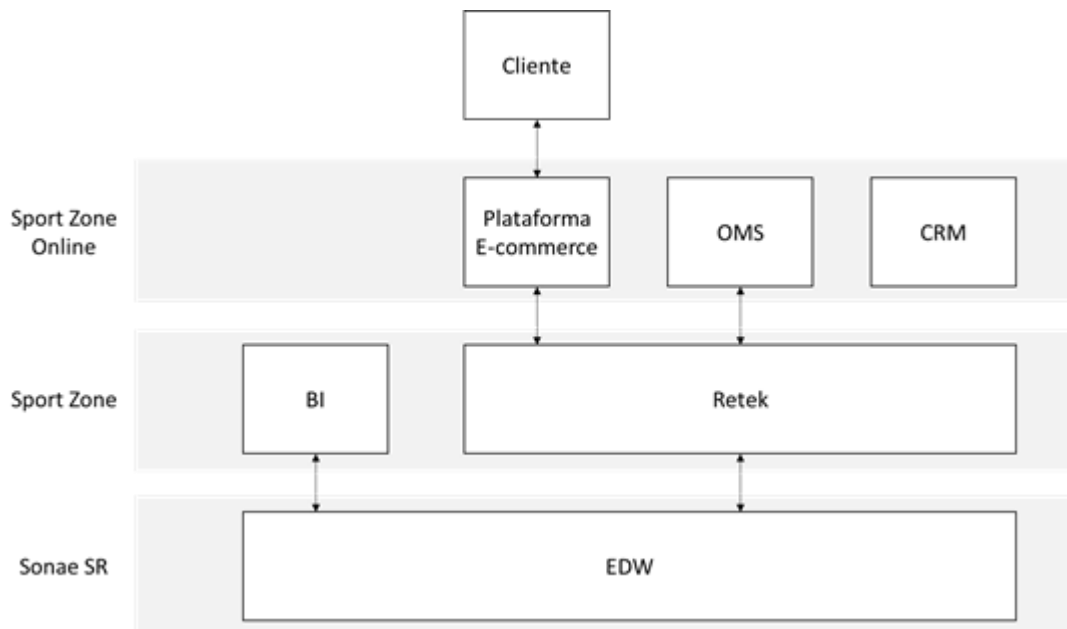 Cliente
Sport Zone
Online
Plataforma
E-commerce
OMS
CRM
Sport Zone
BI
Retek
Sonae SR
EDW